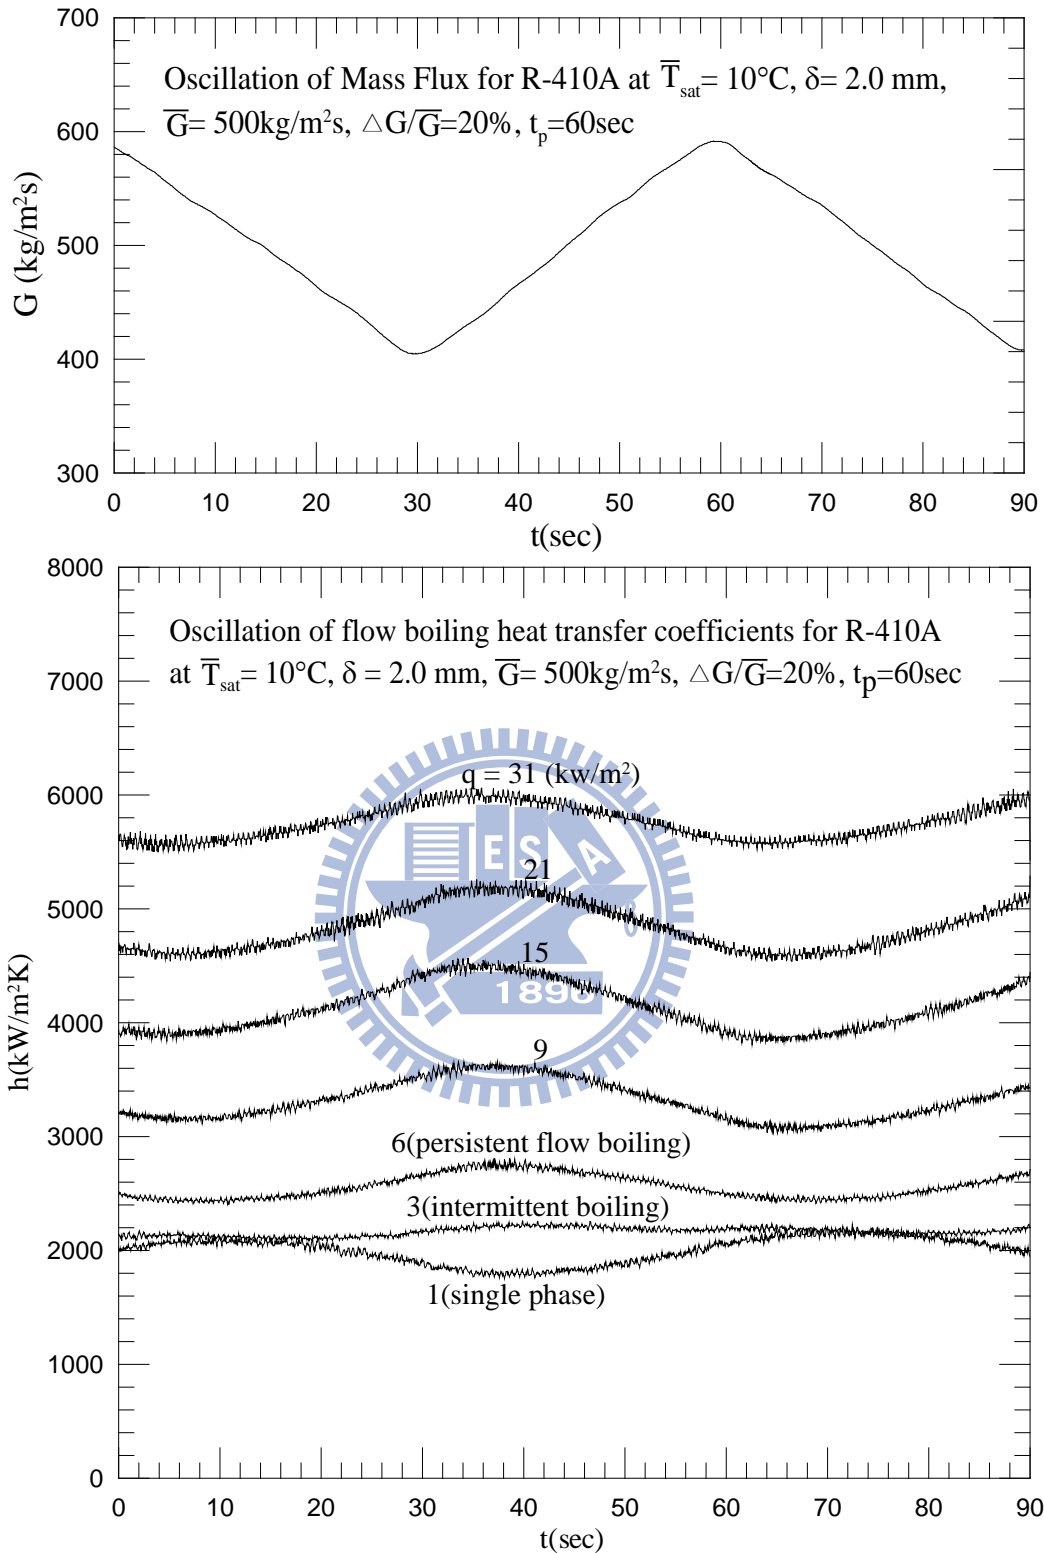 700
600
500
400
300
G (kg/m²s)
Oscillation of Mass Flux for R-410A at T̅sat= 10°C, δ= 2.0 mm,
G̅= 500kg/m²s, △G/G̅=20%, tp=60sec
0 10 20 30 40 50 60 70 80 90
t(sec)
8000
7000
6000
5000
4000
3000
2000
1000
0
h(kW/m²K)
Oscillation of flow boiling heat transfer coefficients for R-410A
at T̅sat= 10°C, δ = 2.0 mm, G̅= 500kg/m²s, △G/G̅=20%, tp=60sec
q = 31 (kw/m²)
E S A
21
15
1896
9
6(persistent flow boiling)
3(intermittent boiling)
1(single phase)
0 10 20 30 40 50 60 70 80 90
t(sec)